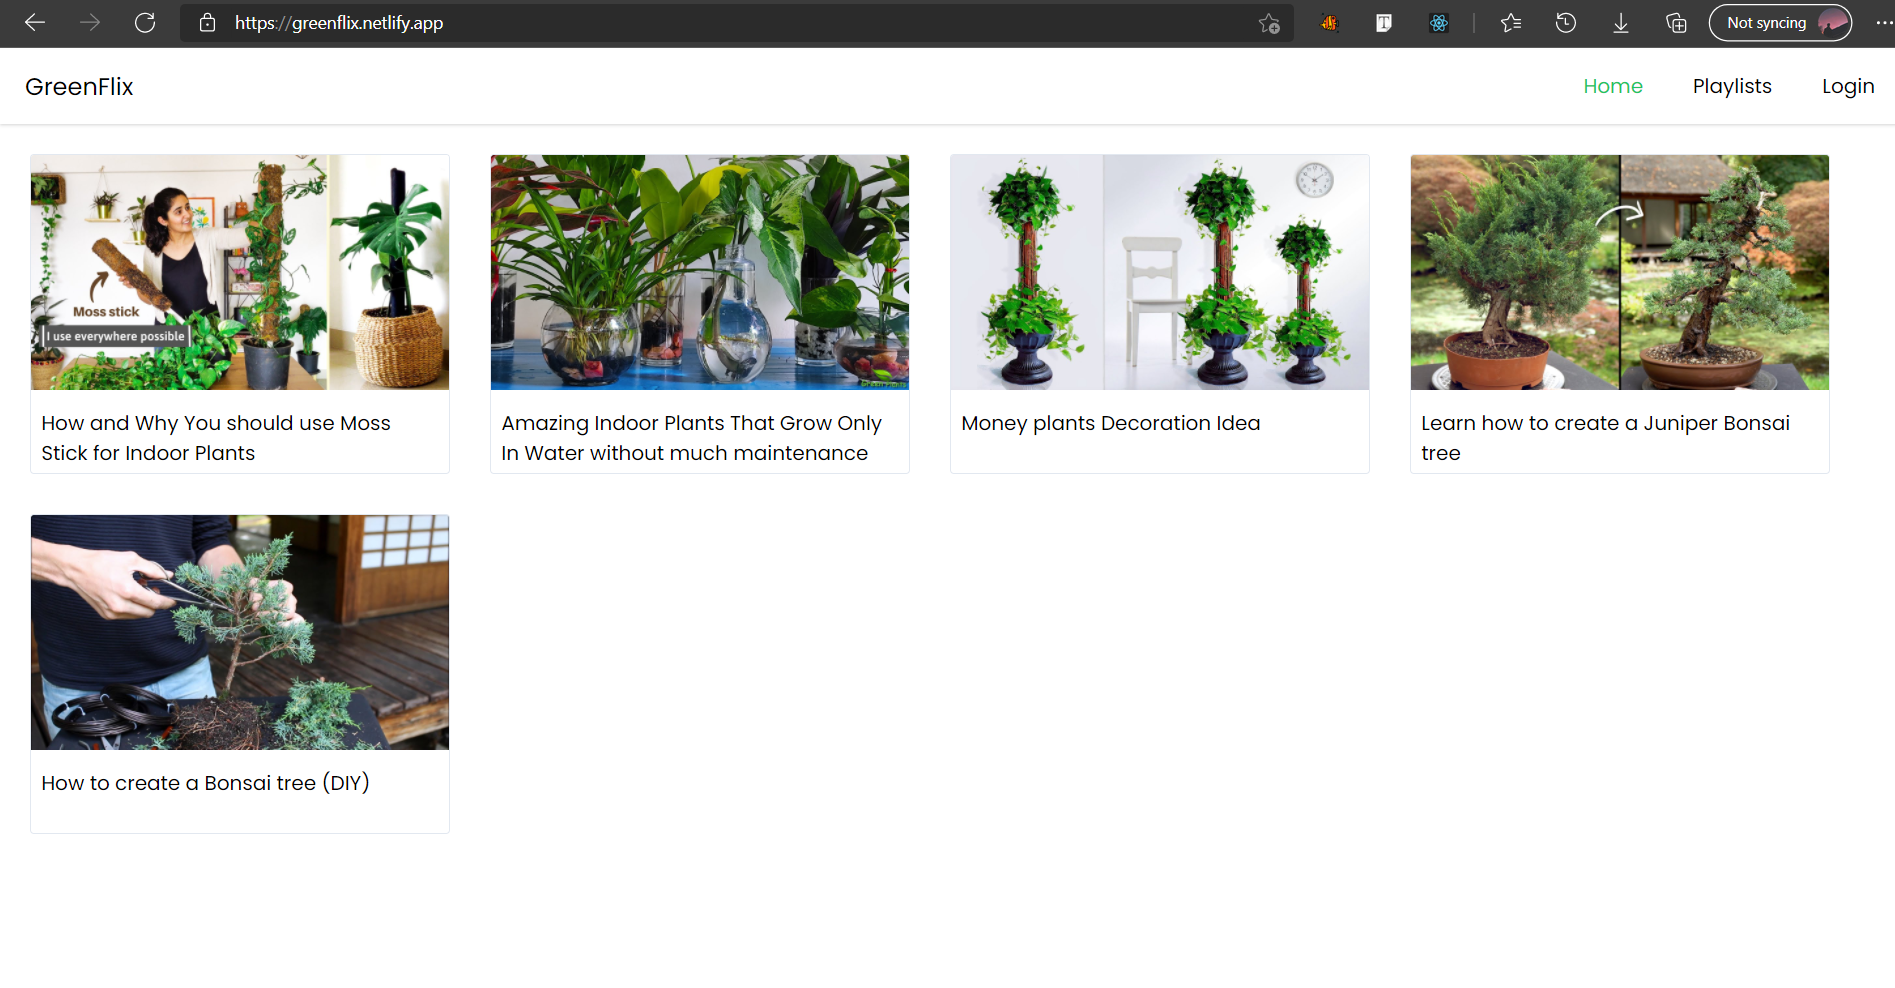 https://greenflix.netlify.app
Not syncing
GreenFlix
Home
Playlists
Login
Moss stick
I use everywhere possible
Green Plants
How and Why You should use Moss
Stick for Indoor Plants
Amazing Indoor Plants That Grow Only
In Water without much maintenance
Money plants Decoration Idea
Learn how to create a Juniper Bonsai
tree
How to create a Bonsai tree (DIY)